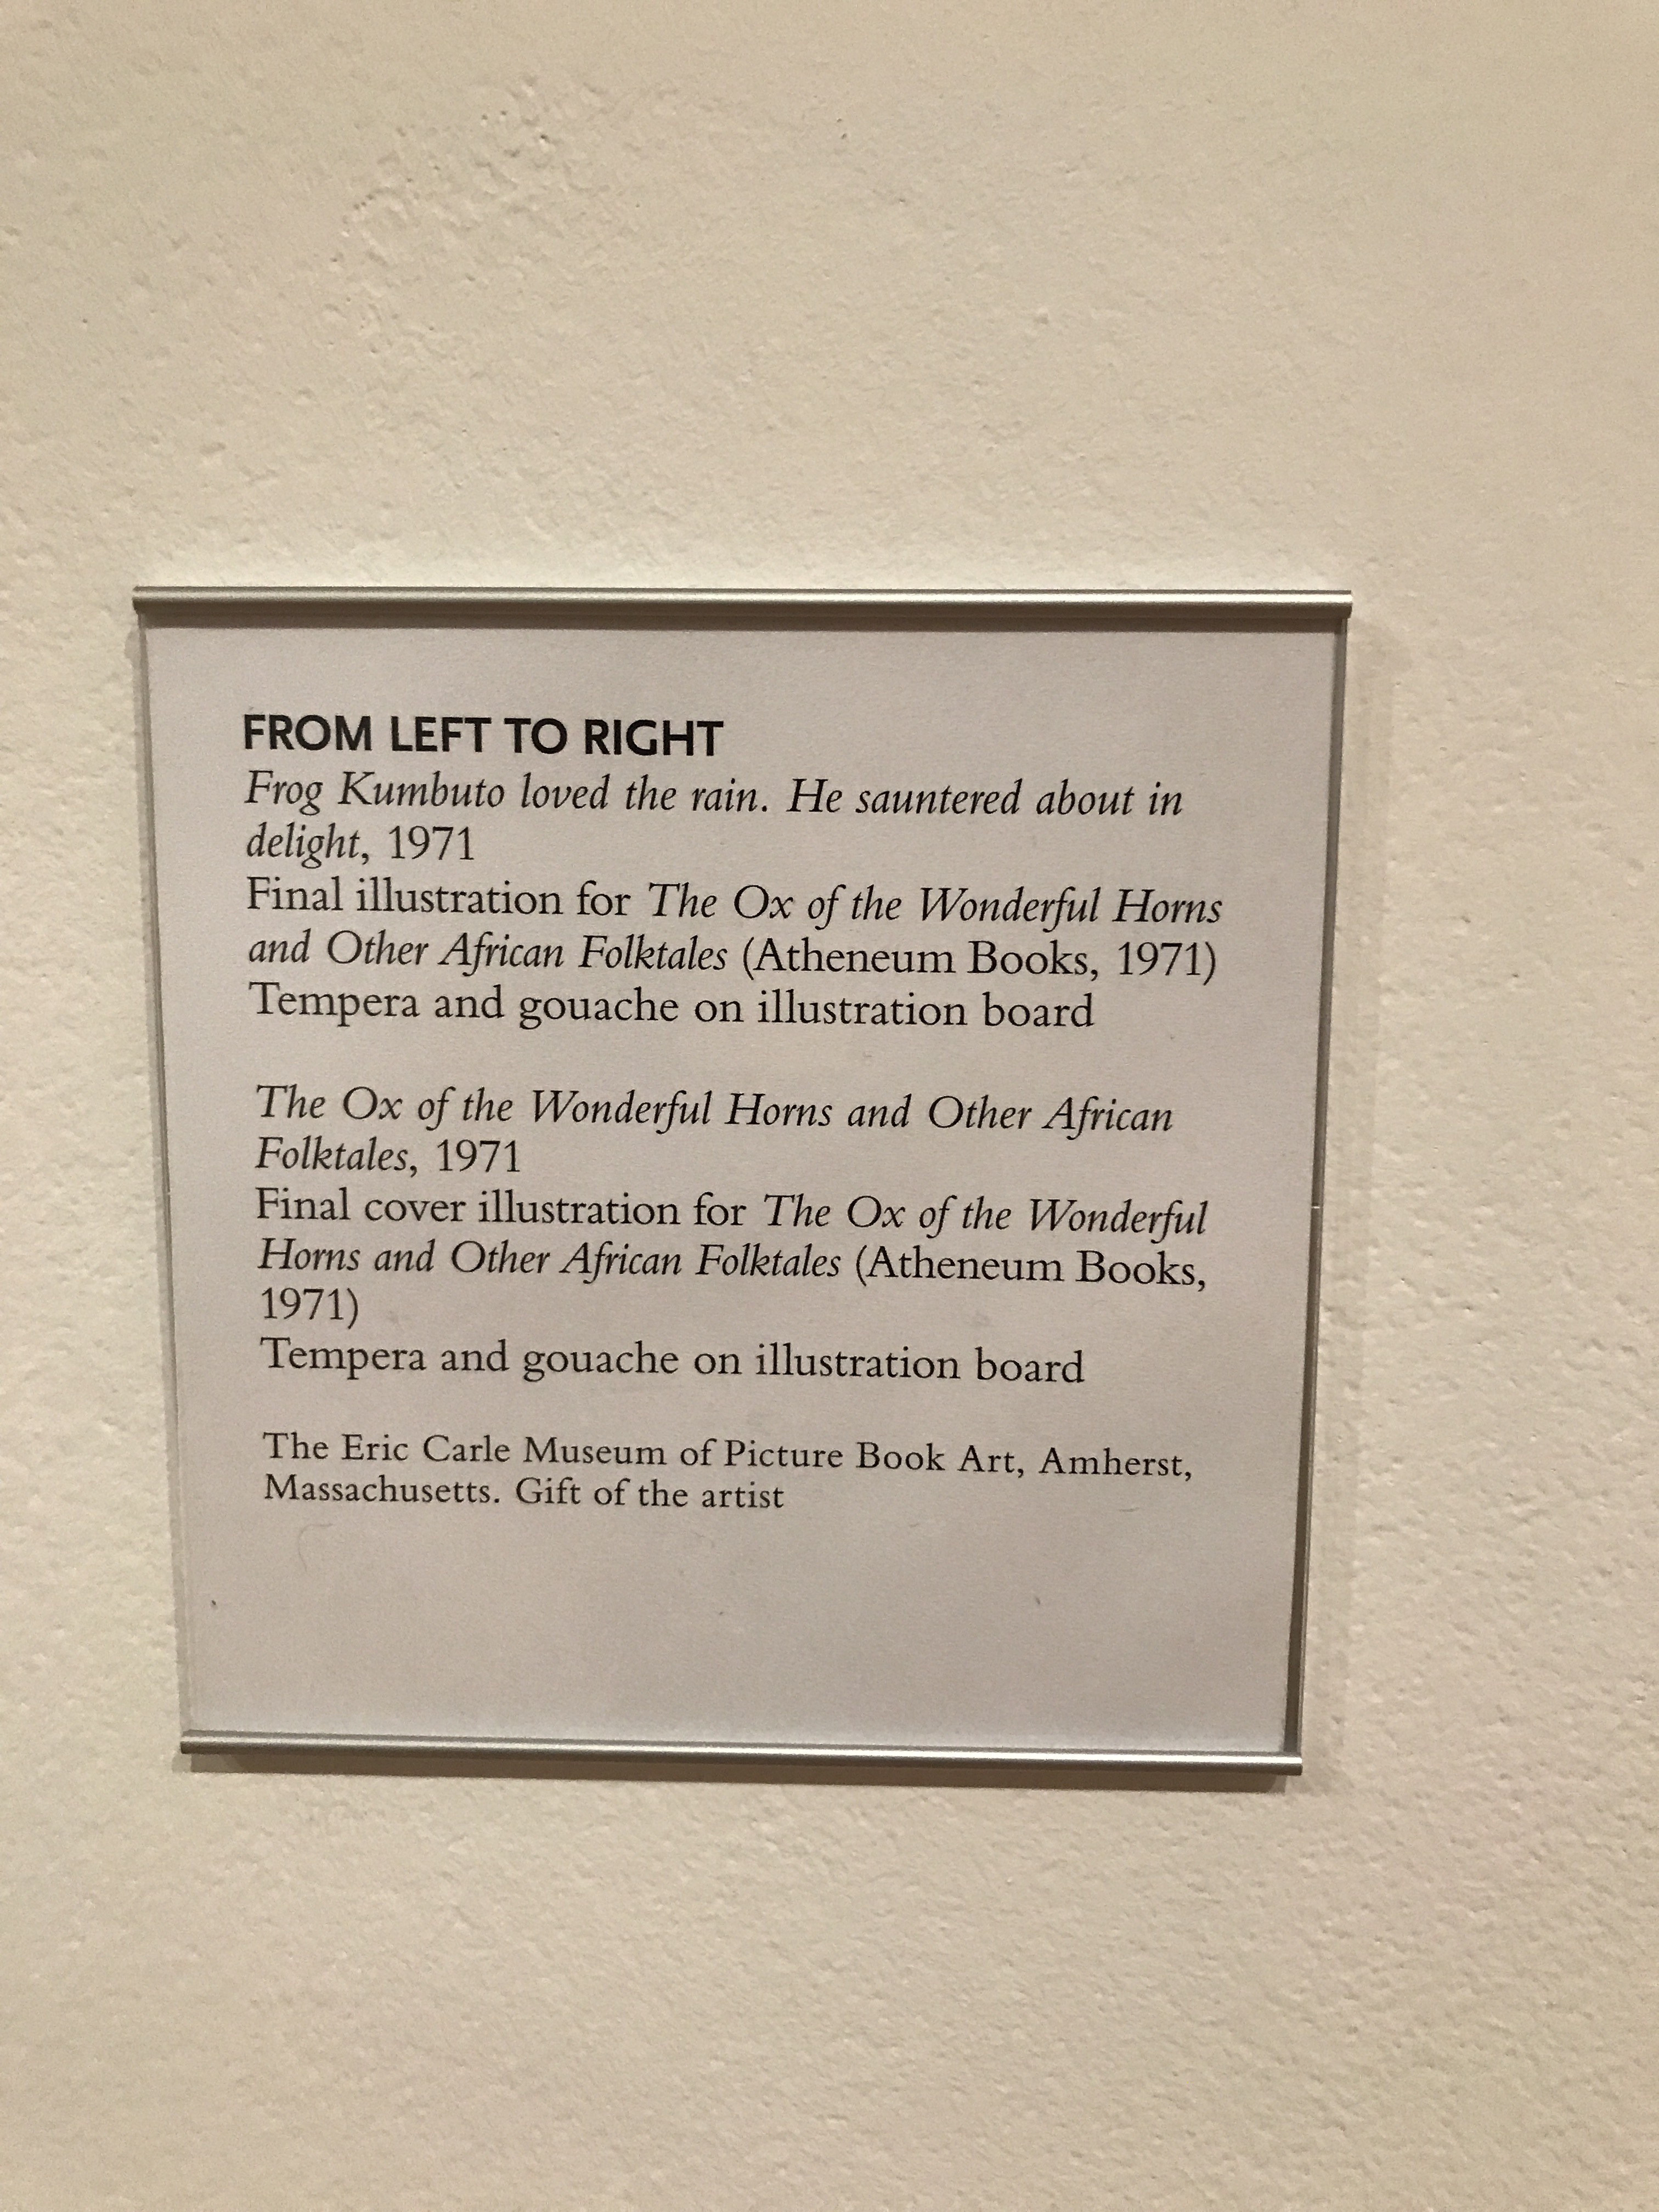 FROM LEFT TO RIGHT
Frog Kumbuto loved the rain. He sauntered about in
delight, 1971
Final illustration for The Ox of the Wonderful Horns
and Other African Folktales (Atheneum Books, 1971)
Tempera and gouache on illustration board
The Ox of the Wonderful Horns and Other African
Folktales, 1971
Final cover illustration for The Ox of the Wonderful
Horns and Other African Folktales (Atheneum Books,
1971)
Tempera and gouache on illustration board
The Eric Carle Museum of Picture Book Art, Amherst,
Massachusetts. Gift of the artist